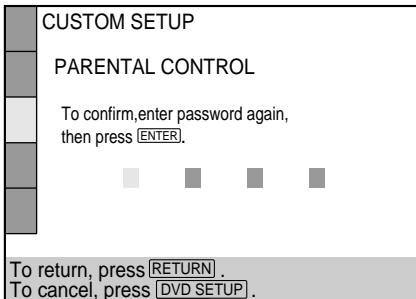 CUSTOM SETUP
PARENTAL CONTROL
To confirm,enter password again,
then press ENTER.
To return, press RETURN .
To cancel, press DVD SETUP .